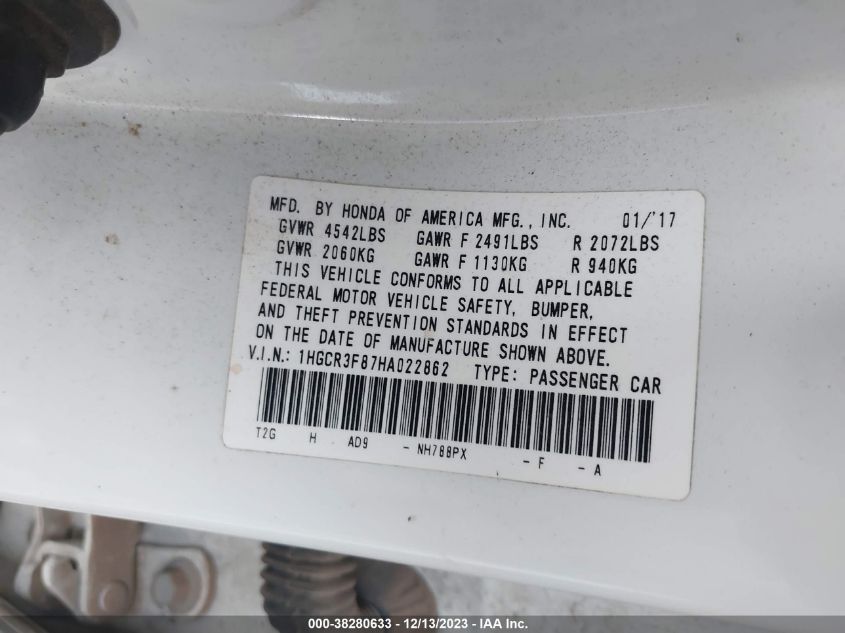 MFD. BY HONDA OF AMERICA MFG., INC. 01/'17
GVWR 4542LBS GAWR F 2491LBS R 2072LBS
GVWR 2060KG GAWR F 1130KG R 940KG
THIS VEHICLE CONFORMS TO ALL APPLICABLE
FEDERAL MOTOR VEHICLE SAFETY, BUMPER,
AND THEFT PREVENTION STANDARDS IN EFFECT
ON THE DATE OF MANUFACTURE SHOWN ABOVE.
V.I.N.: 1HGCR3F87HA022862 TYPE: PASSENGER CAR
T2G H AD9 - NH788PX - F - A
000-38280633 - 12/13/2023 - IAA Inc.